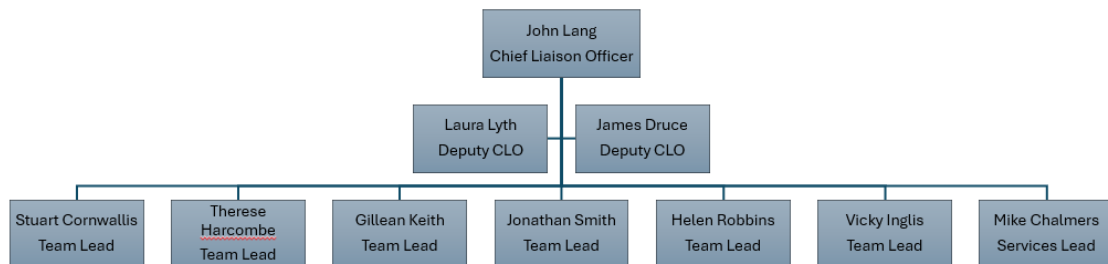 John Lang
Chief Liaison Officer
Laura Lyth
Deputy CLO
James Druce
Deputy CLO
Stuart Cornwallis
Team Lead
Therese
Harcombe
Team Lead
Gillean Keith
Team Lead
Jonathan Smith
Team Lead
Helen Robbins
Team Lead
Vicky Inglis
Team Lead
Mike Chalmers
Services Lead